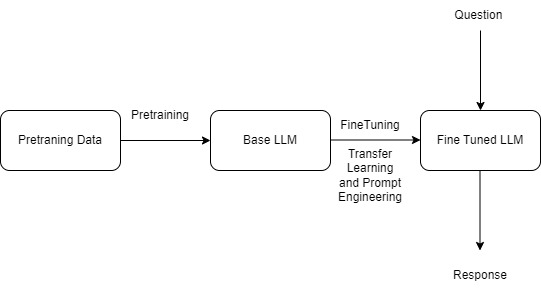 Question
Pretraining
Pretraning Data
Base LLM
FineTuning
Transfer
Learning
and Prompt
Engineering
Fine Tuned LLM
Response